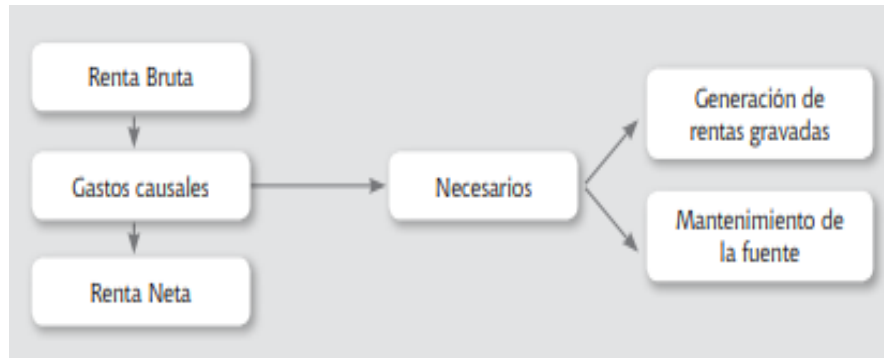 Renta Bruta
Gastos causales
Renta Neta
Necesarios
Generación de
rentas gravadas
Mantenimiento de
la fuente